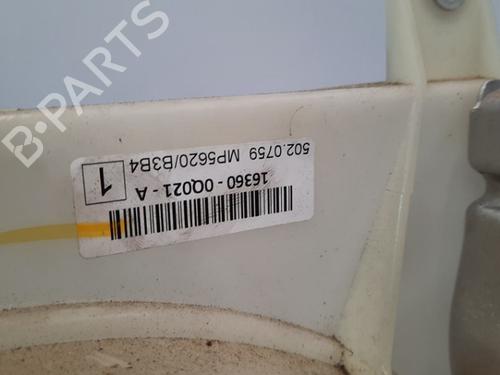 B-PARTS
502.0759 MP5620/B3B4
16360 - 0Q021 - A
1